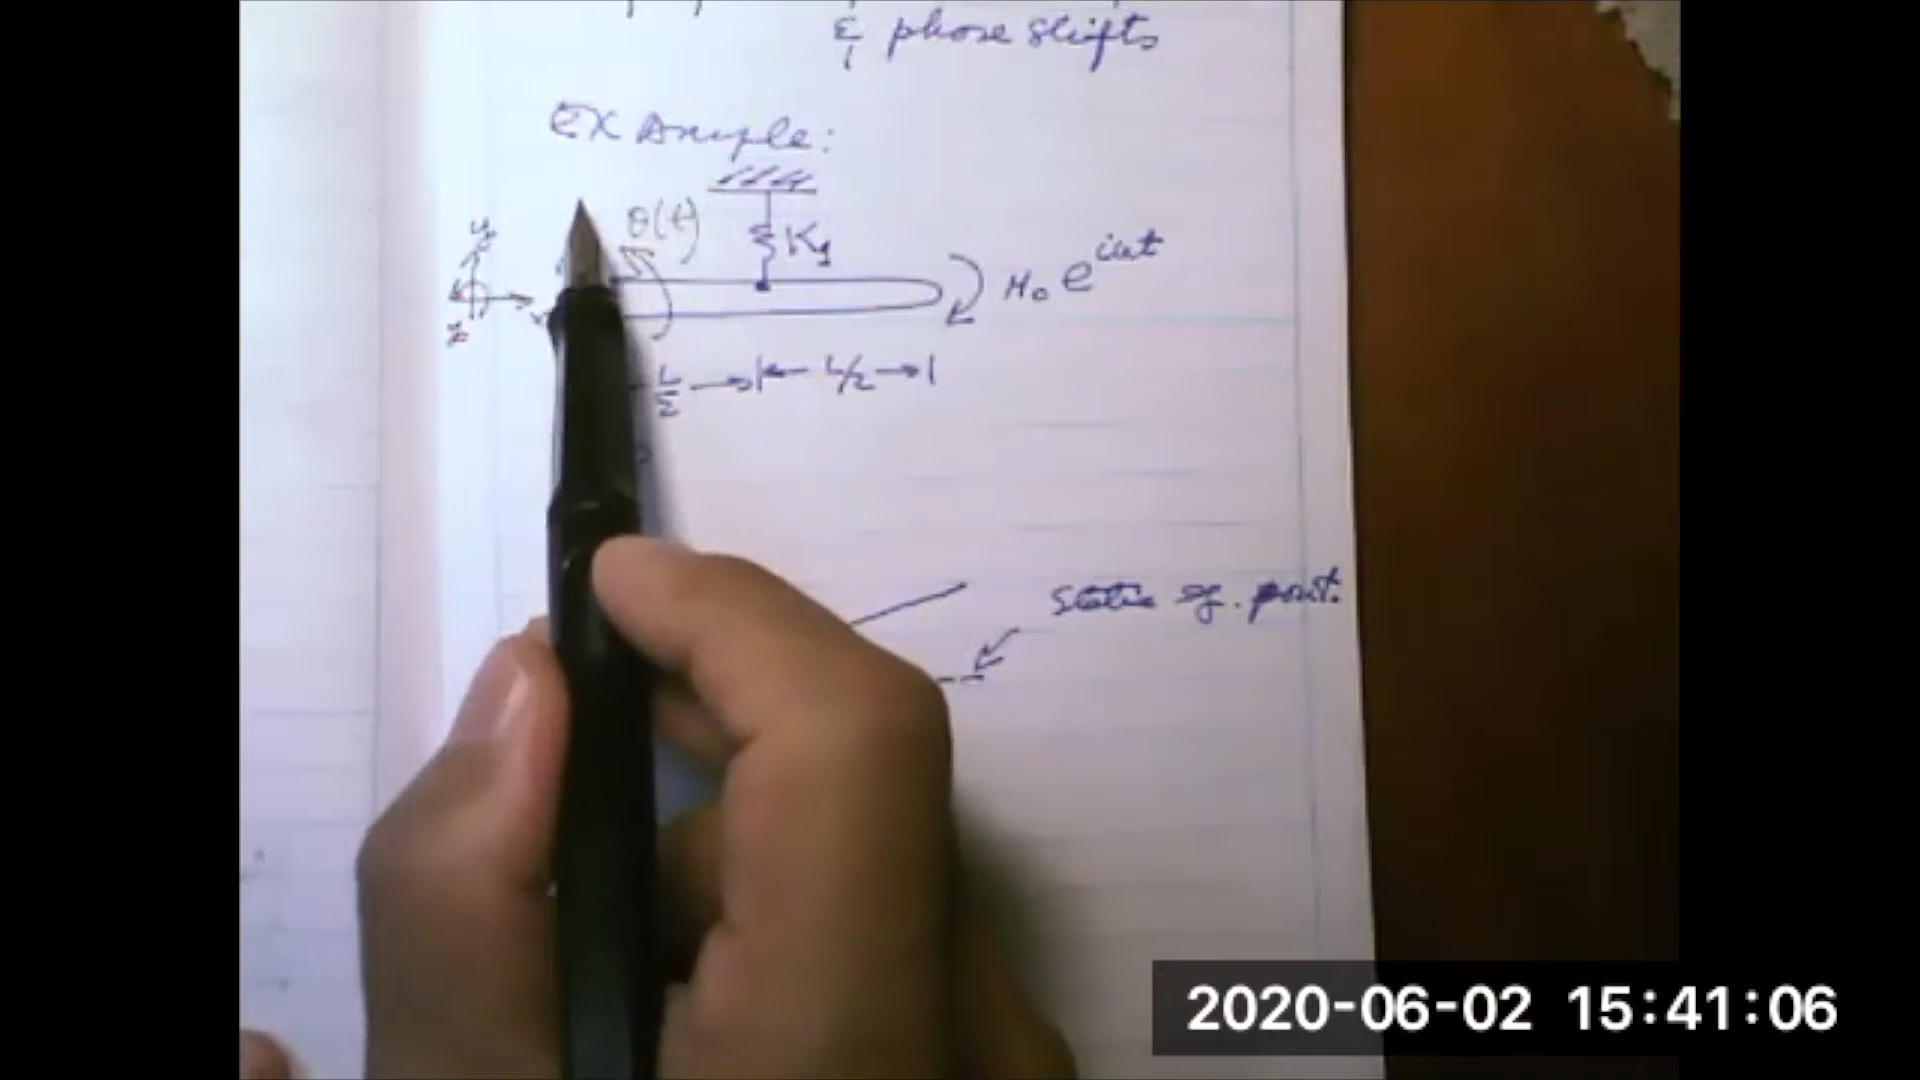 & phase shifts
Example:
θ(t)
K1
y
x
z
M0 e^iωt
L/2
L/2
Static eq. posit.
2020-06-02 15:41:06